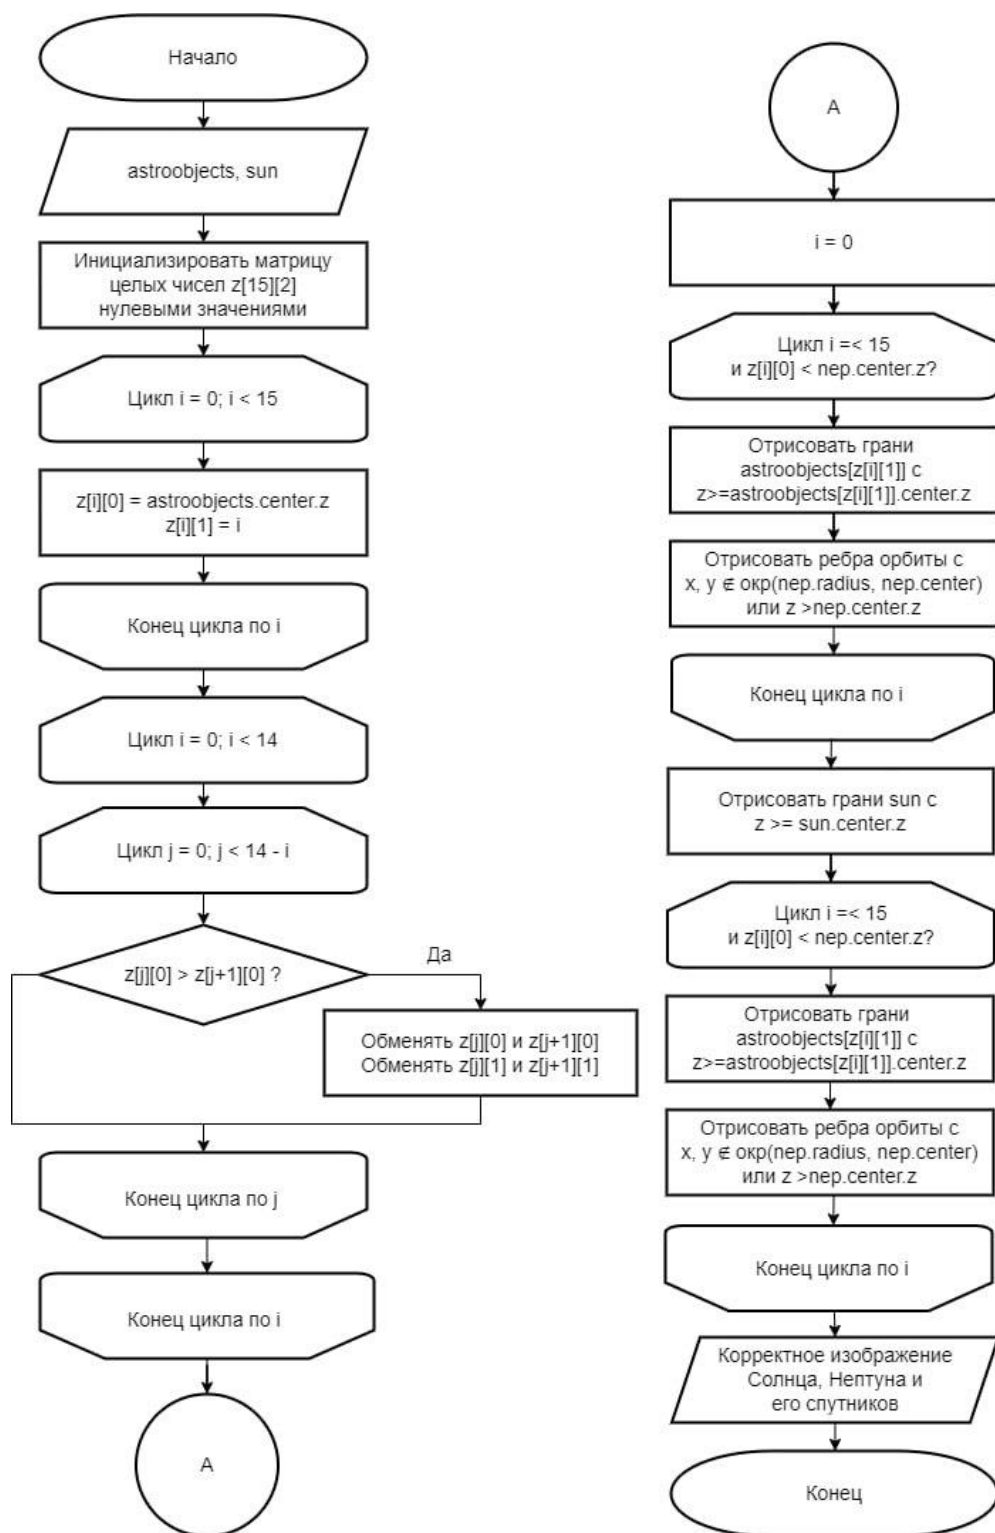 Начало
astroobjects, sun
Инициализировать матрицу
целых чисел z[15][2]
нулевыми значениями
Цикл i = 0; i < 15
z[i][0] = astroobjects.center.z
z[i][1] = i
Конец цикла по i
Цикл i = 0; i < 14
Цикл j = 0; j < 14 - i
z[j][0] > z[j+1][0] ?
Да
Обменять z[j][0] и z[j+1][0]
Обменять z[j][1] и z[j+1][1]
Конец цикла по j
Конец цикла по i
A
A
i = 0
Цикл i =< 15
и z[i][0] < nep.center.z?
Отрисовать грани
astroobjects[z[i][1]] с
z>=astroobjects[z[i][1]].center.z
Отрисовать ребра орбиты с
x, y ∉ окр(nep.radius, nep.center)
или z >nep.center.z
Конец цикла по i
Отрисовать грани sun с
z >= sun.center.z
Цикл i =< 15
и z[i][0] < nep.center.z?
Отрисовать грани
astroobjects[z[i][1]] с
z>=astroobjects[z[i][1]].center.z
Отрисовать ребра орбиты с
x, y ∉ окр(nep.radius, nep.center)
или z >nep.center.z
Конец цикла по i
Корректное изображение
Солнца, Нептуна и
его спутников
Конец